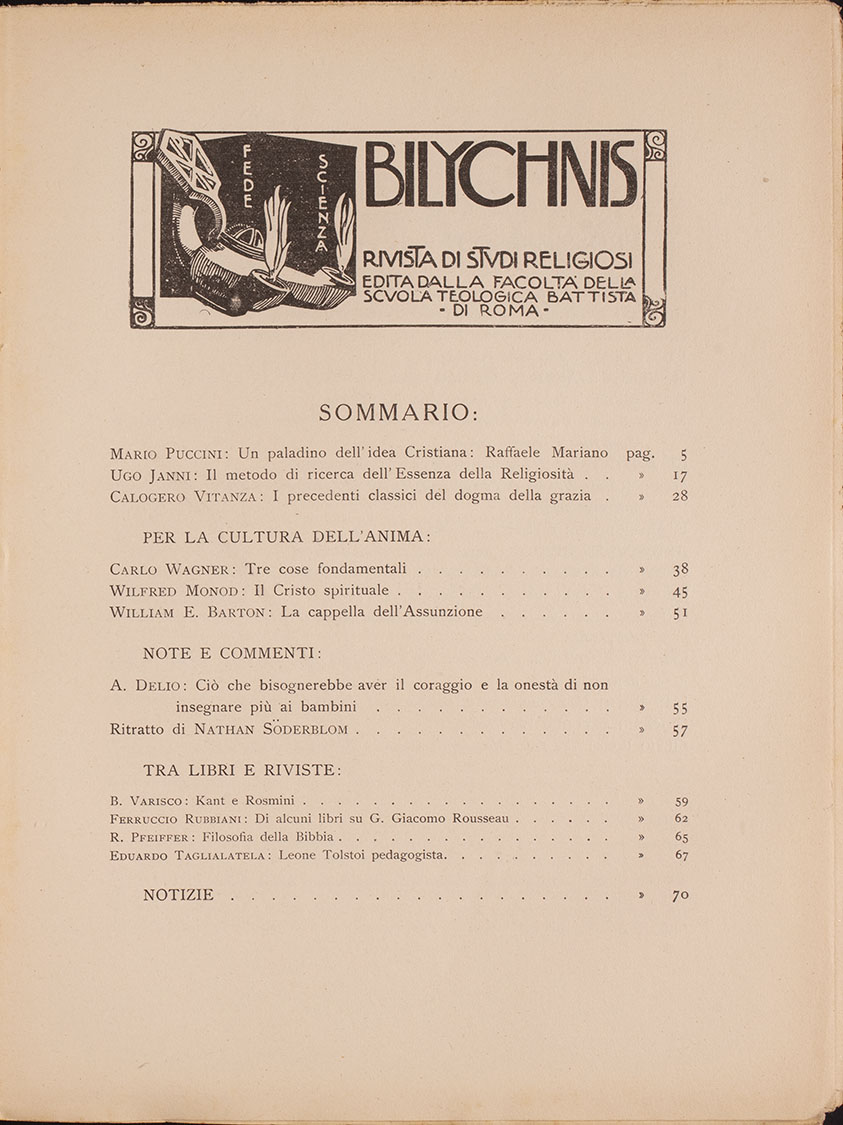 FEDE
SCIENZA
BILYCHNIS
RIVISTA DI STVDI RELIGIOSI
EDITA DALLA FACOLTÀ DELLA
SCVOLA TEOLOGICA BATTISTA
- DI ROMA -
SOMMARIO:
MARIO PUCCINI: Un paladino dell'idea Cristiana: Raffaele Mariano pag. 5
UGO JANNI: Il metodo di ricerca dell'Essenza della Religiosità . . » 17
CALOGERO VITANZA: I precedenti classici del dogma della grazia . » 28
PER LA CULTURA DELL'ANIMA:
CARLO WAGNER: Tre cose fondamentali . . . . . . . . . . » 38
WILFRED MONOD: Il Cristo spirituale . . . . . . . . . . . » 45
WILLIAM E. BARTON: La cappella dell'Assunzione . . . . . . » 51
NOTE E COMMENTI:
A. DELIO: Ciò che bisognerebbe aver il coraggio e la onestà di non
insegnare più ai bambini . . . . . . . . . . . . » 55
Ritratto di NATHAN SÖDERBLOM . . . . . . . . . . . . . » 57
TRA LIBRI E RIVISTE:
B. VARISCO: Kant e Rosmini . . . . . . . . . . . . . . . . . . » 59
FERRUCCIO RUBBIANI: Di alcuni libri su G. Giacomo Rousseau . . . . . . » 62
R. PFEIFFER: Filosofia della Bibbia . . . . . . . . . . . . . . . . » 65
EDUARDO TAGLIALATELA: Leone Tolstoi pedagogista. . . . . . . . . . » 67
NOTIZIE . . . . . . . . . . . . . . . . . . . » 70